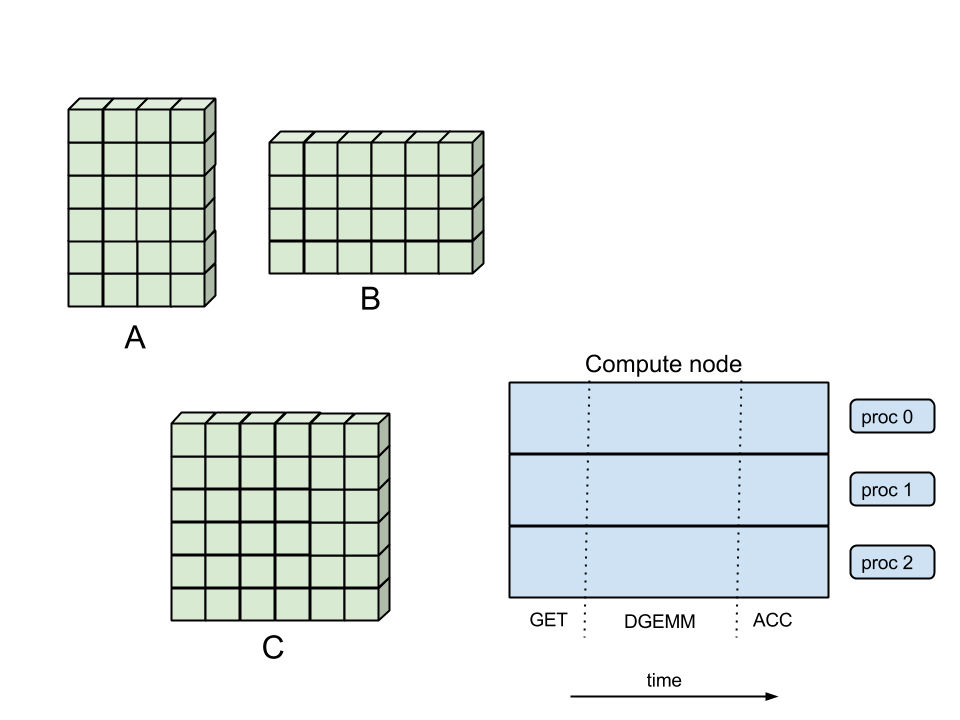 A
B
C
Compute node
proc 0
proc 1
proc 2
GET
DGEMM
ACC
time